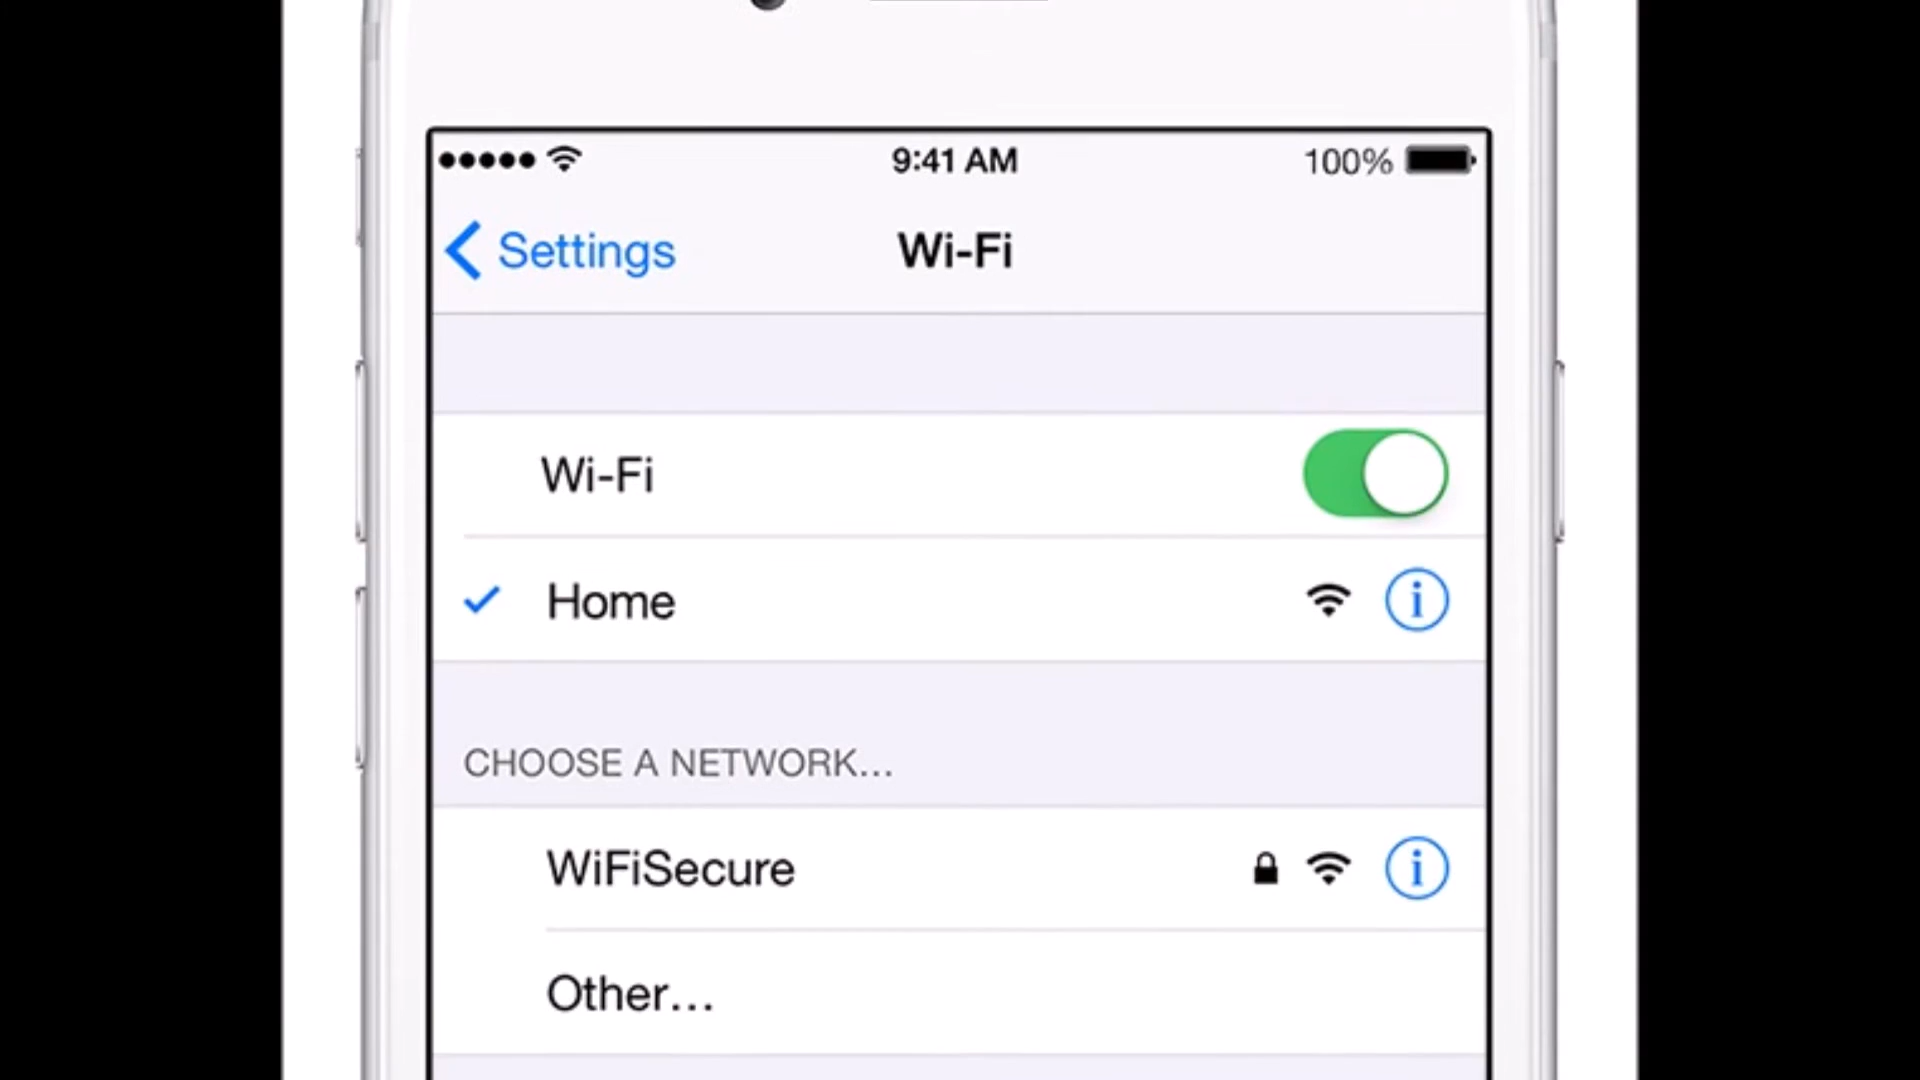 9:41 AM 100%
Settings Wi-Fi
Wi-Fi
Home
CHOOSE A NETWORK...
WiFiSecure
Other...